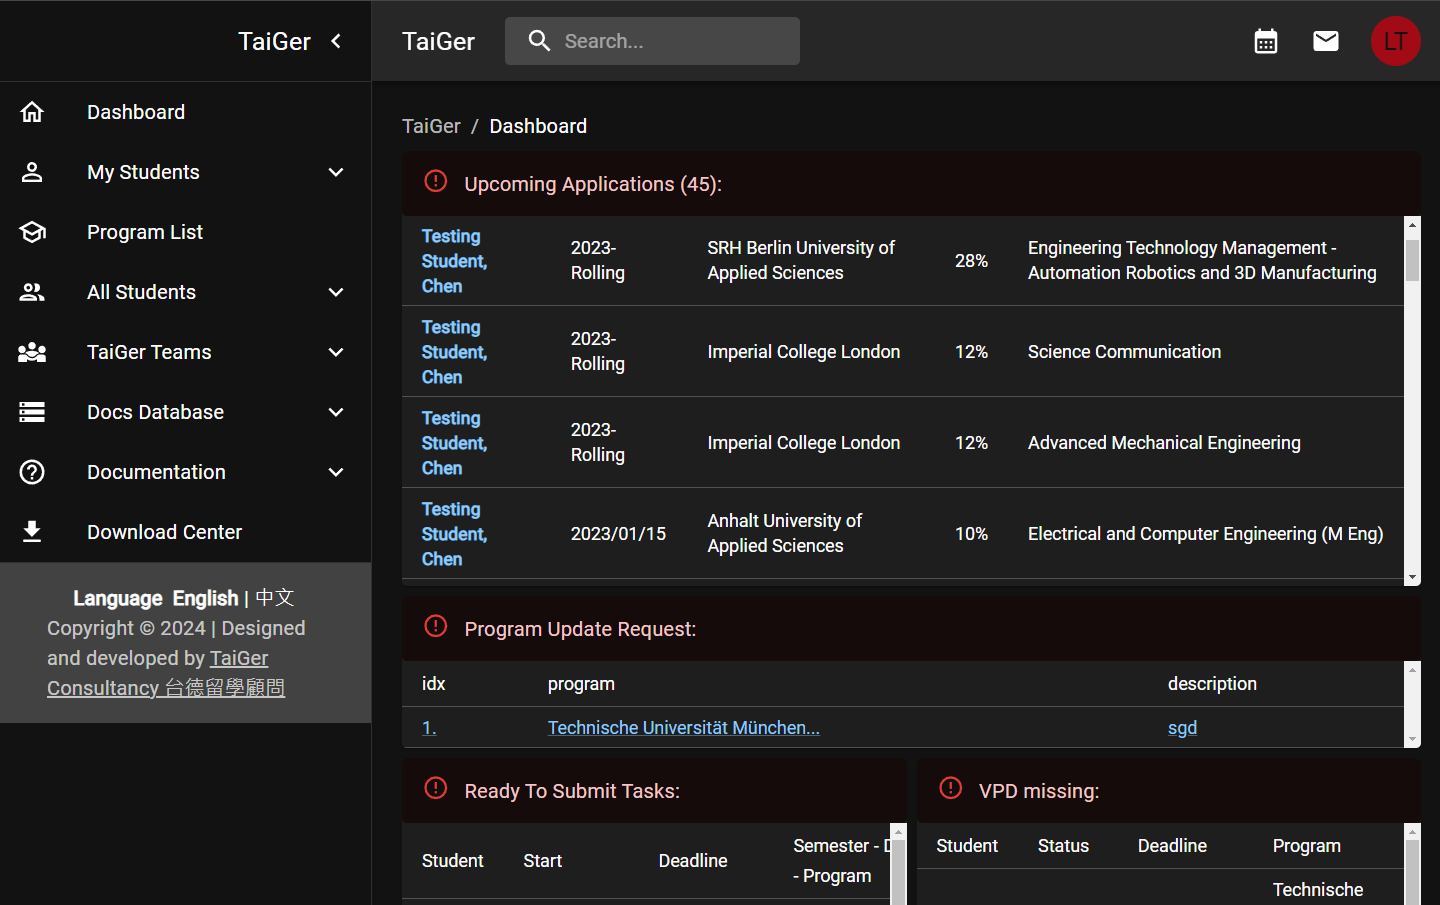 TaiGer
TaiGer
Search...
LT
Dashboard
My Students
Program List
All Students
TaiGer Teams
Docs Database
Documentation
Download Center
Language English | 中文
Copyright © 2024 | Designed
and developed by TaiGer
Consultancy 台德留學顧問
TaiGer / Dashboard
Upcoming Applications (45):
Testing
Student,
Chen
2023-
Rolling
SRH Berlin University of
Applied Sciences
28%
Engineering Technology Management -
Automation Robotics and 3D Manufacturing
Testing
Student,
Chen
2023-
Rolling
Imperial College London
12%
Science Communication
Testing
Student,
Chen
2023-
Rolling
Imperial College London
12%
Advanced Mechanical Engineering
Testing
Student,
Chen
2023/01/15
Anhalt University of
Applied Sciences
10%
Electrical and Computer Engineering (M Eng)
Program Update Request:
idx program description
1. Technische Universität München... sgd
Ready To Submit Tasks:
Student Start Deadline
Semester -
- Program
VPD missing:
Student Status Deadline Program
Technische